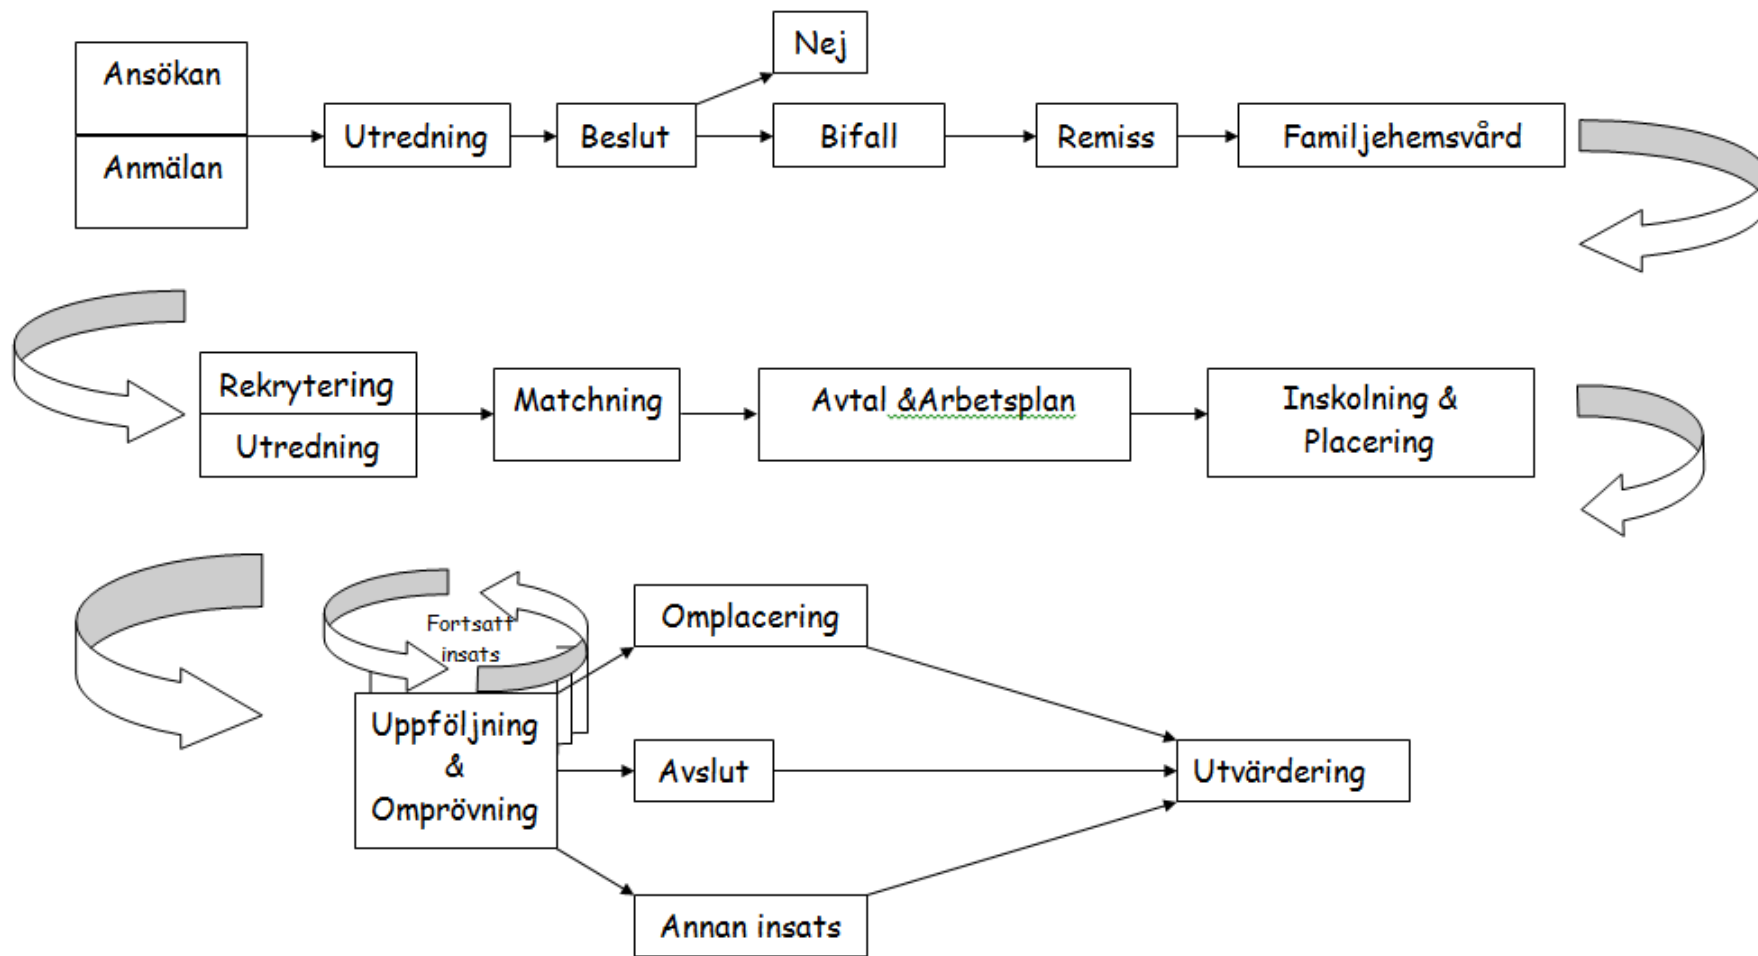 Nej
Ansökan
Anmälan
Utredning
Beslut
Bifall
Remiss
Familjehemsvård
Rekrytering
Utredning
Matchning
Avtal &Arbetsplan
Inskolning &
Placering
Fortsatt
insats
Uppföljning
&
Omprövning
Omplacering
Avslut
Annan insats
Utvärdering